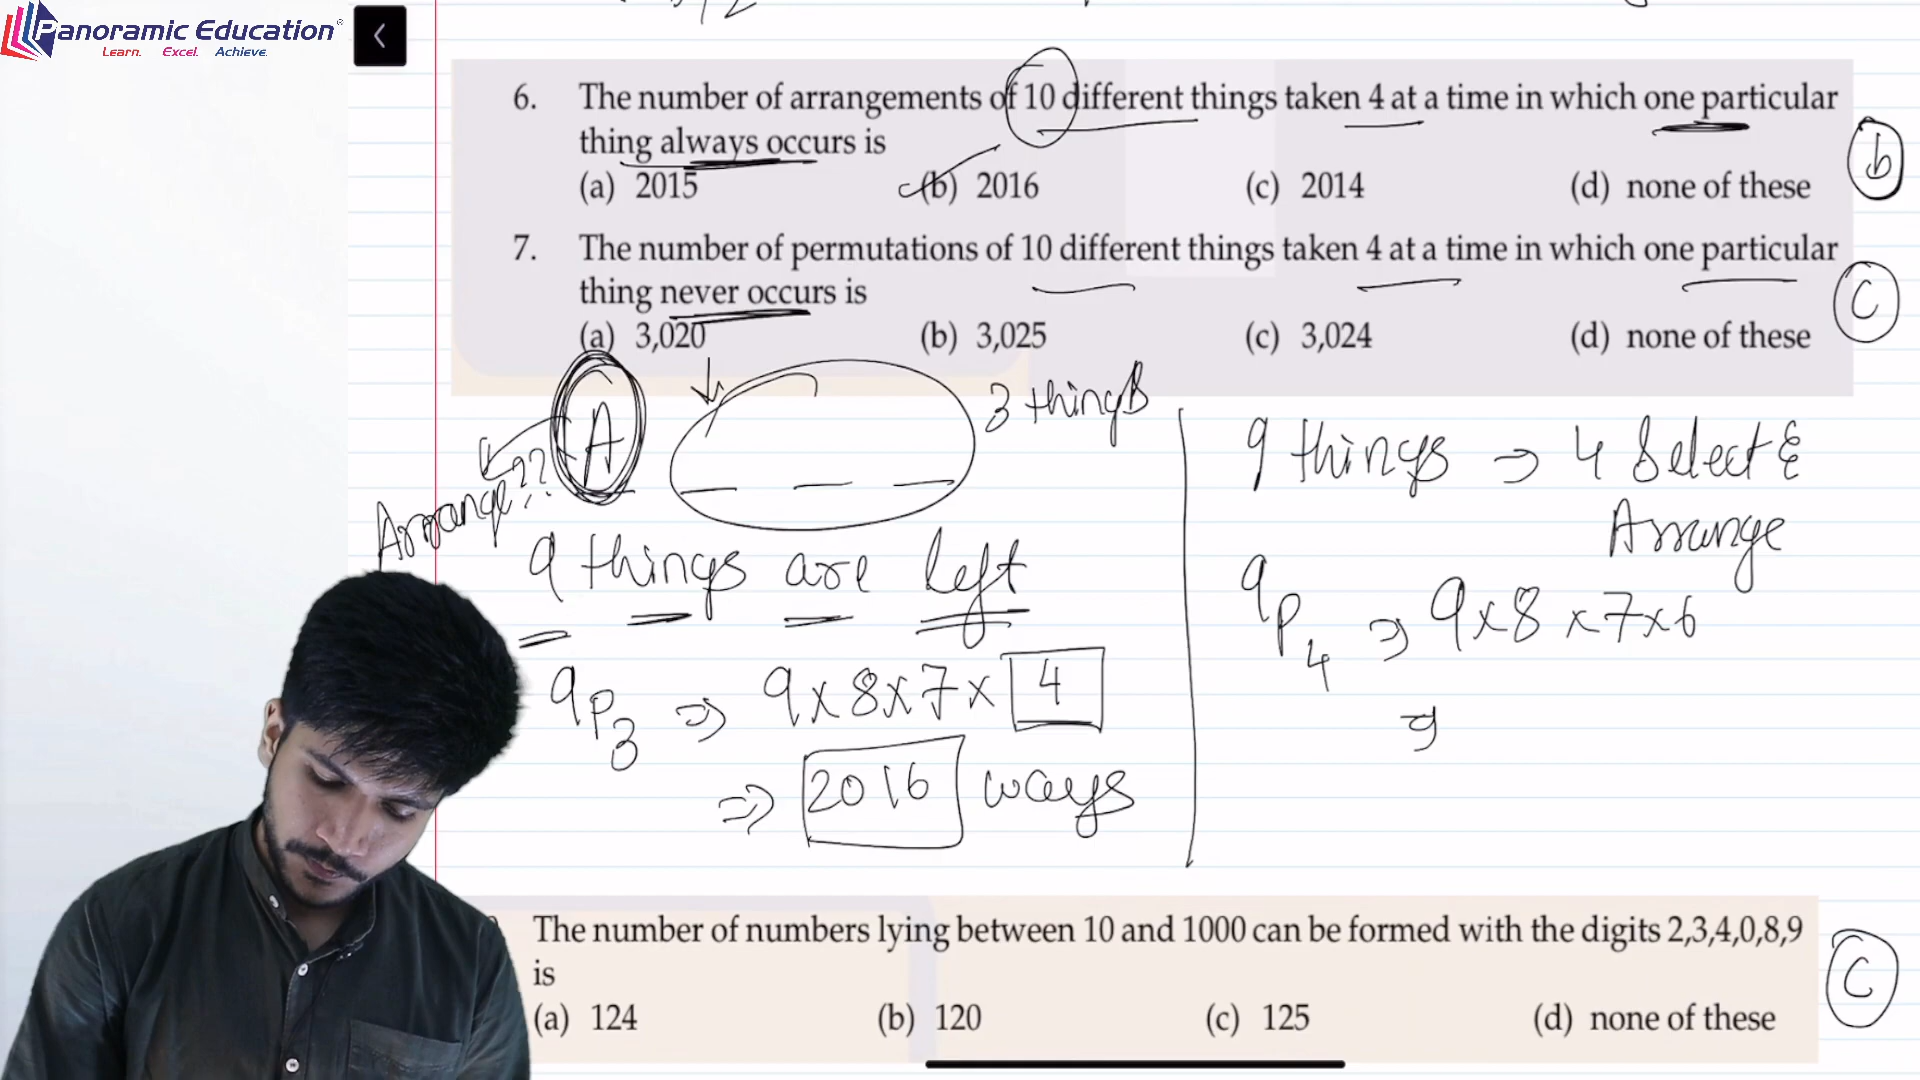 Panoramic Education®
Learn. Excel. Achieve.
6. The number of arrangements of 10 different things taken 4 at a time in which one particular
thing always occurs is
(a) 2015 (b) 2016 (c) 2014 (d) none of these
b
7. The number of permutations of 10 different things taken 4 at a time in which one particular
thing never occurs is
(a) 3,020 (b) 3,025 (c) 3,024 (d) none of these
C
A
3 things
Arrange??
9 things are left
9P3 ⇒ 9x8x7x 4
⇒ 2016 ways
9 things ⇒ 4 Select &
Arrange
9P4 ⇒ 9x8x7x6
⇒
The number of numbers lying between 10 and 1000 can be formed with the digits 2,3,4,0,8,9
is
(a) 124 (b) 120 (c) 125 (d) none of these
C